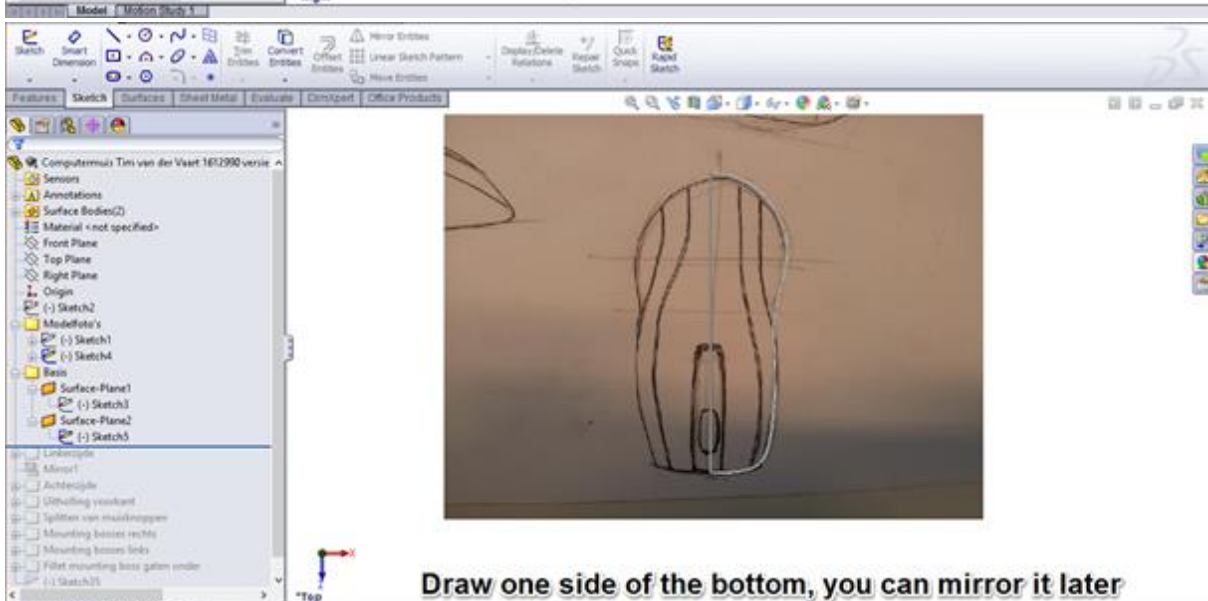 Model Motion Study 1
Sketch Smart Dimension Trim Entities Convert Entities Offset Entities Mirror Entities Linear Sketch Pattern Move Entities Display/Delete Relations Repair Sketch Quick Snaps Rapid Sketch
Features Sketch Surfaces Sheet Metal Evaluate DimXpert Office Products
Computermuis Tim van der Vaart 1612990 versie
Sensors
Annotations
Surface Bodies(2)
Material <not specified>
Front Plane
Top Plane
Right Plane
Origin
(-) Sketch2
Modelfoto's
(-) Sketch1
(-) Sketch4
Basis
Surface-Plane1
(-) Sketch3
Surface-Plane2
(-) Sketch5
Linkerzijde
Mirror1
Achterzijde
Uitholling voorkant
Splitten van muisknoppen
Mounting bosses rechts
Mounting bosses links
Fillet mounting boss gaten onder
(-) Sketch35
X
*Top
Draw one side of the bottom, you can mirror it later